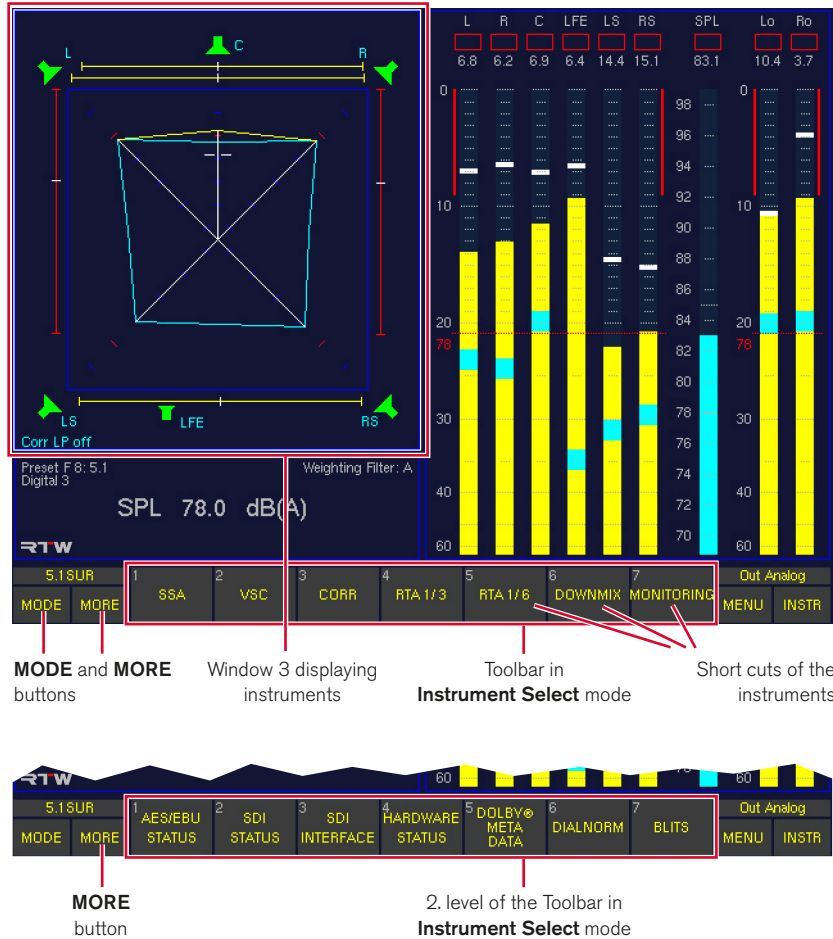 L R C LFE LS RS SPL Lo Ro
6.8 6.2 6.9 6.4 14.4 15.1 83.1 10.4 3.7
L C R
LS LFE RS
Corr LP off
0
10
20
78
30
40
60
98
96
94
92
90
88
86
84
82
80
78
76
74
72
70
0
10
20
78
30
40
60
Preset F 8: 5.1 Weighting Filter: A
Digital 3
SPL 78.0 dB(A)
RTW
5.1SUR 1 2 3 4 5 6 7 Out Analog
MODE MORE SSA VSC CORR RTA 1/3 RTA 1/6 DOWNMIX MONITORING MENU INSTR
MODE and MORE buttons
Window 3 displaying instruments
Toolbar in Instrument Select mode
Short cuts of the instruments
RTW 60 60
5.1SUR 1 2 3 4 5 6 7 Out Analog
MODE MORE AES/EBU STATUS SDI STATUS SDI INTERFACE HARDWARE STATUS DOLBY® META DATA DIALNORM BLITS MENU INSTR
MORE button
2. level of the Toolbar in Instrument Select mode